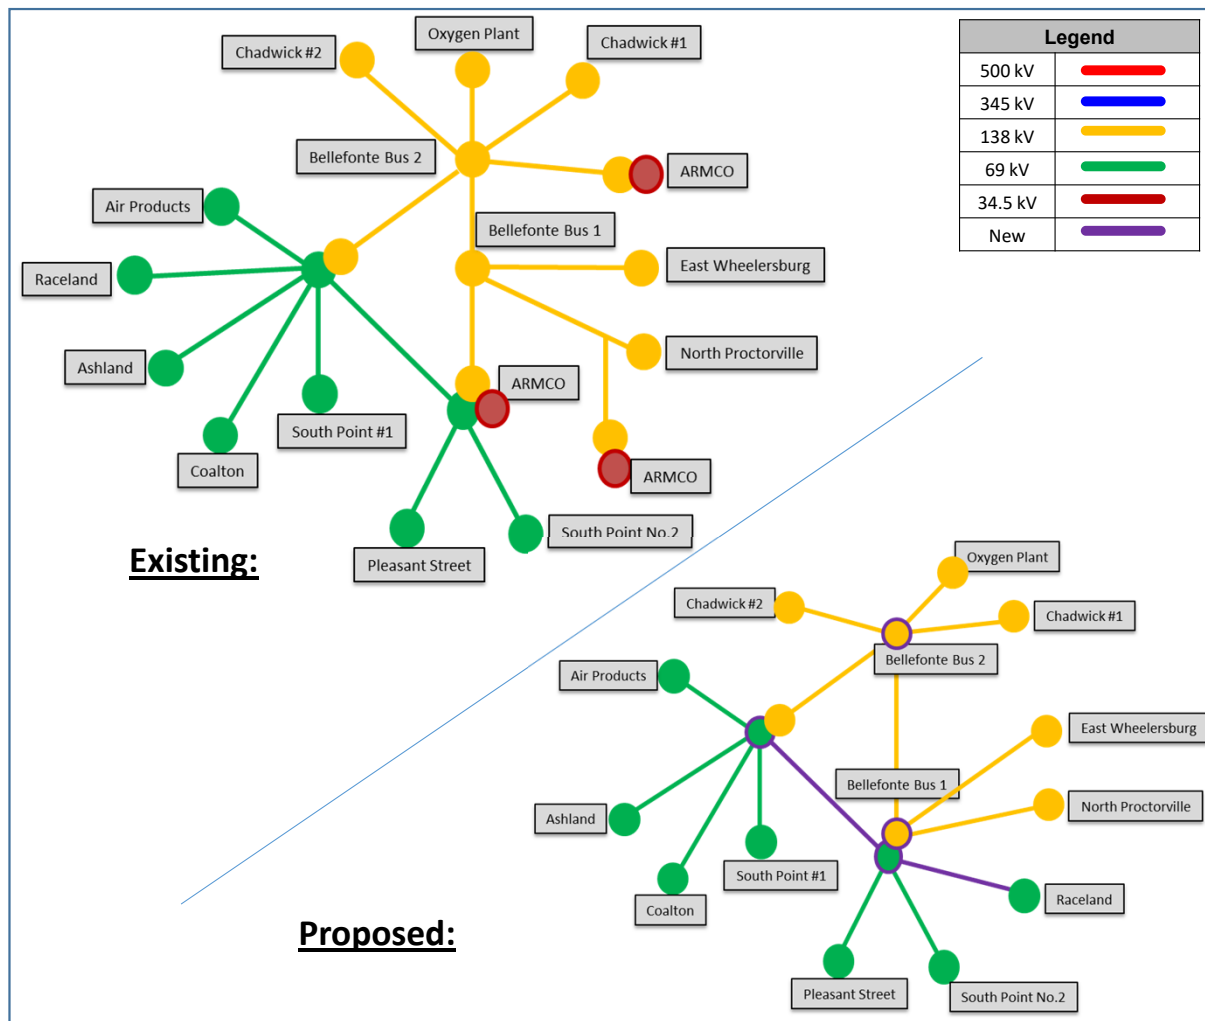 Legend
500 kV
345 kV
138 kV
69 kV
34.5 kV
New
Oxygen Plant
Chadwick #1
Chadwick #2
Bellefonte Bus 2
ARMCO
Air Products
Bellefonte Bus 1
Raceland
East Wheelersburg
Ashland
North Proctorville
ARMCO
South Point #1
Coalton
ARMCO
South Point No.2
Pleasant Street
Existing:
Oxygen Plant
Chadwick #2
Chadwick #1
Bellefonte Bus 2
Air Products
East Wheelersburg
Bellefonte Bus 1
North Proctorville
Ashland
South Point #1
Raceland
Coalton
Proposed:
Pleasant Street
South Point No.2